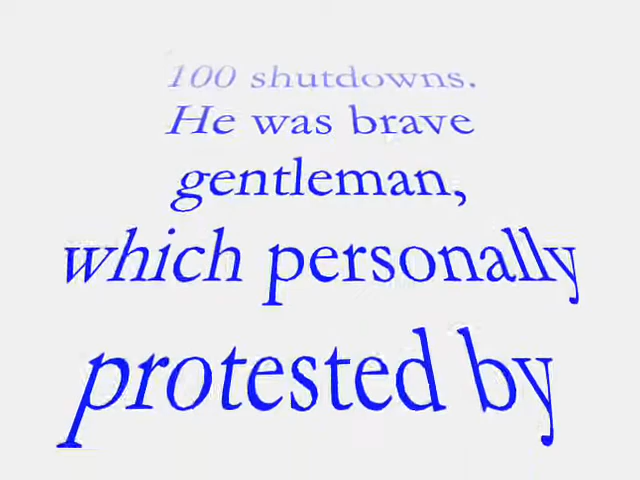 100 shutdowns.
He was brave
gentleman,
which personally
protested by